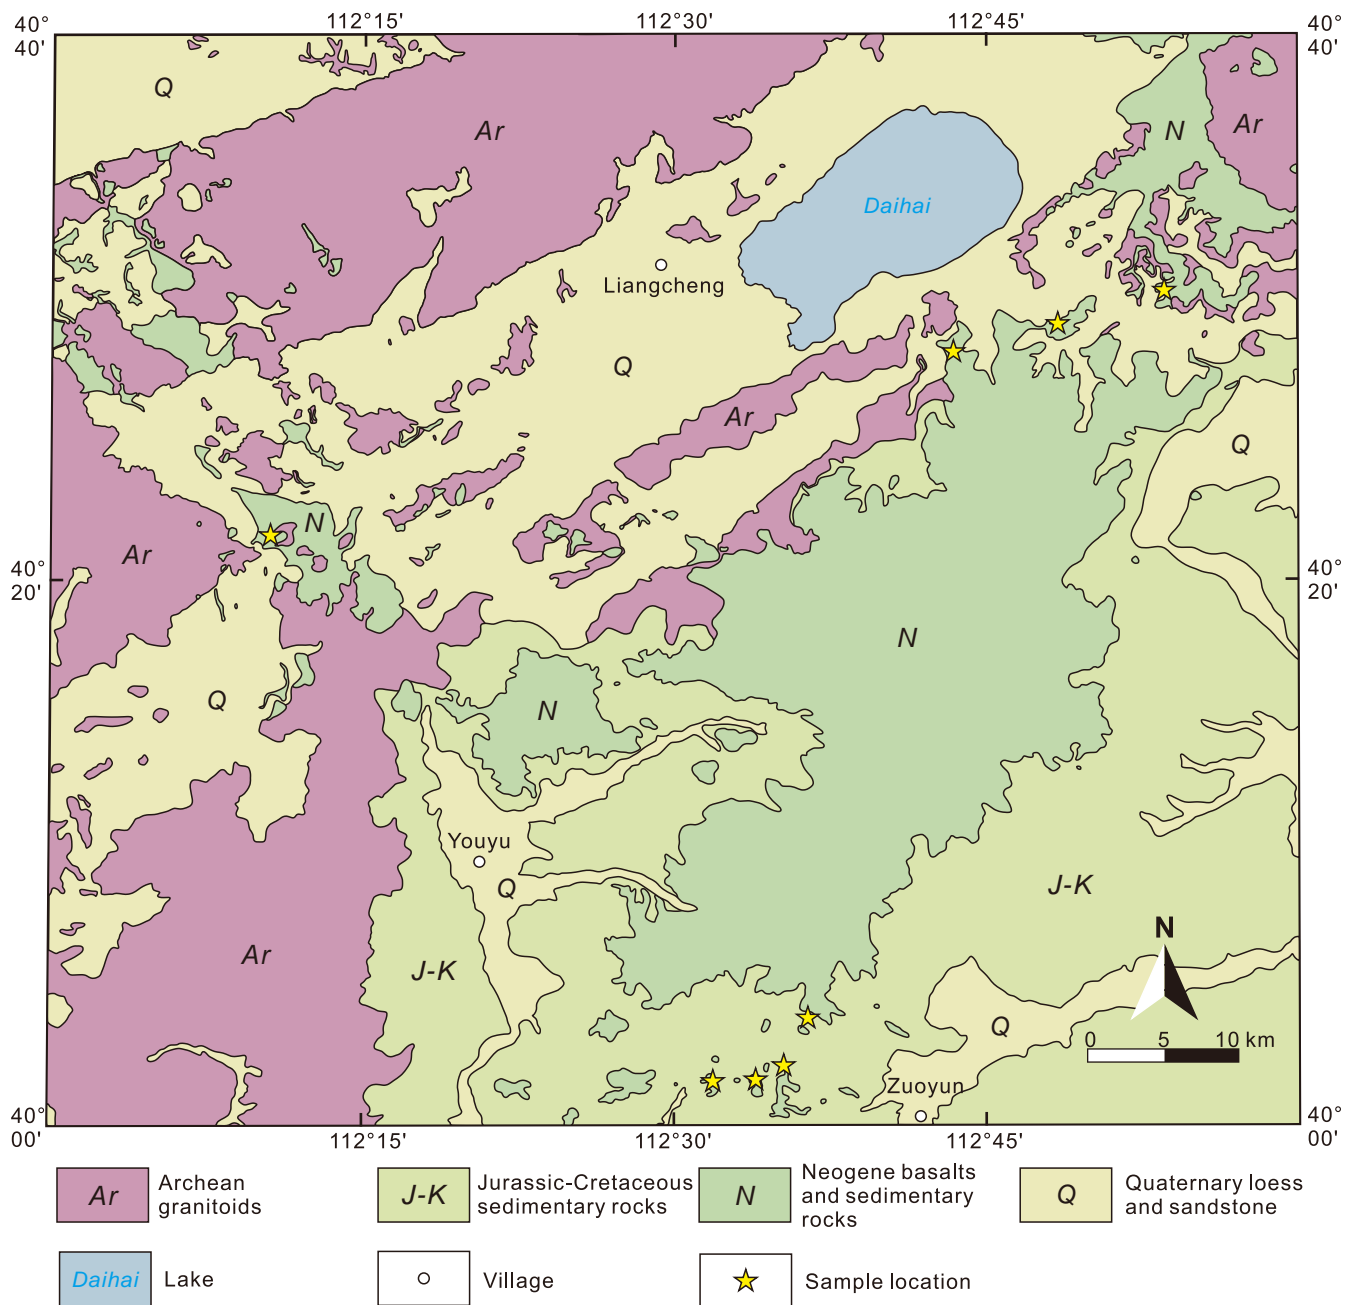 40°
40'
112°15'
112°30'
112°45'
40°
40'
Q
Ar
N
Ar
Daihai
Liangcheng
Q
Ar
Q
N
Ar
40°
20'
40°
20'
N
Q
N
Youyu
Q
J-K
N
Ar
J-K
Q
0 5 10 km
Zuoyun
40°
00'
112°15'
112°30'
112°45'
40°
00'
Ar
Archean
granitoids
J-K
Jurassic-Cretaceous
sedimentary rocks
N
Neogene basalts
and sedimentary
rocks
Q
Quaternary loess
and sandstone
Daihai
Lake
Village
Sample location